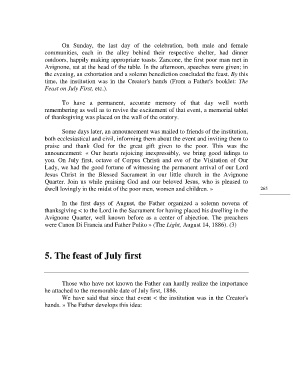 On Sunday, the last day of the celebration, both male and female
communities, each in the alley behind their respective shelter, had dinner
outdoors, happily making appropriate toasts. Zancone, the first poor man met in
Avignone, sat at the head of the table. In the afternoon, speeches were given; in
the evening, an exhortation and a solemn benediction concluded the feast. By this
time, the institution was in the Creator's hands (From a Father's booklet: The
Feast on July First, etc.).
To have a permanent, accurate memory of that day well worth
remembering as well as to revive the excitement of that event, a memorial tablet
of thanksgiving was placed on the wall of the oratory.
Some days later, an announcement was mailed to friends of the institution,
both ecclesiastical and civil, informing them about the event and inviting them to
praise and thank God for the great gift given to the poor. This was the
announcement: « Our hearts rejoicing inexpressibly, we bring good tidings to
you. On July first, octave of Corpus Christi and eve of the Visitation of Our
Lady, we had the good fortune of witnessing the permanent arrival of our Lord
Jesus Christ in the Blessed Sacrament in our little church in the Avignone
Quarter. Join us while praising God and our beloved Jesus, who is pleased to
dwell lovingly in the midst of the poor men, women and children. »
265
In the first days of August, the Father organized a solemn novena of
thanksgiving < to the Lord in the Sacrament for having placed his dwelling in the
Avignone Quarter, well known before as a center of abjection. The preachers
were Canon Di Francia and Father Pulito » (The Light, August 14, 1886). (3)
5. The feast of July first
Those who have not known the Father can hardly realize the importance
he attached to the memorable date of July first, 1886.
We have said that since that event < the institution was in the Creator's
hands. » The Father develops this idea: